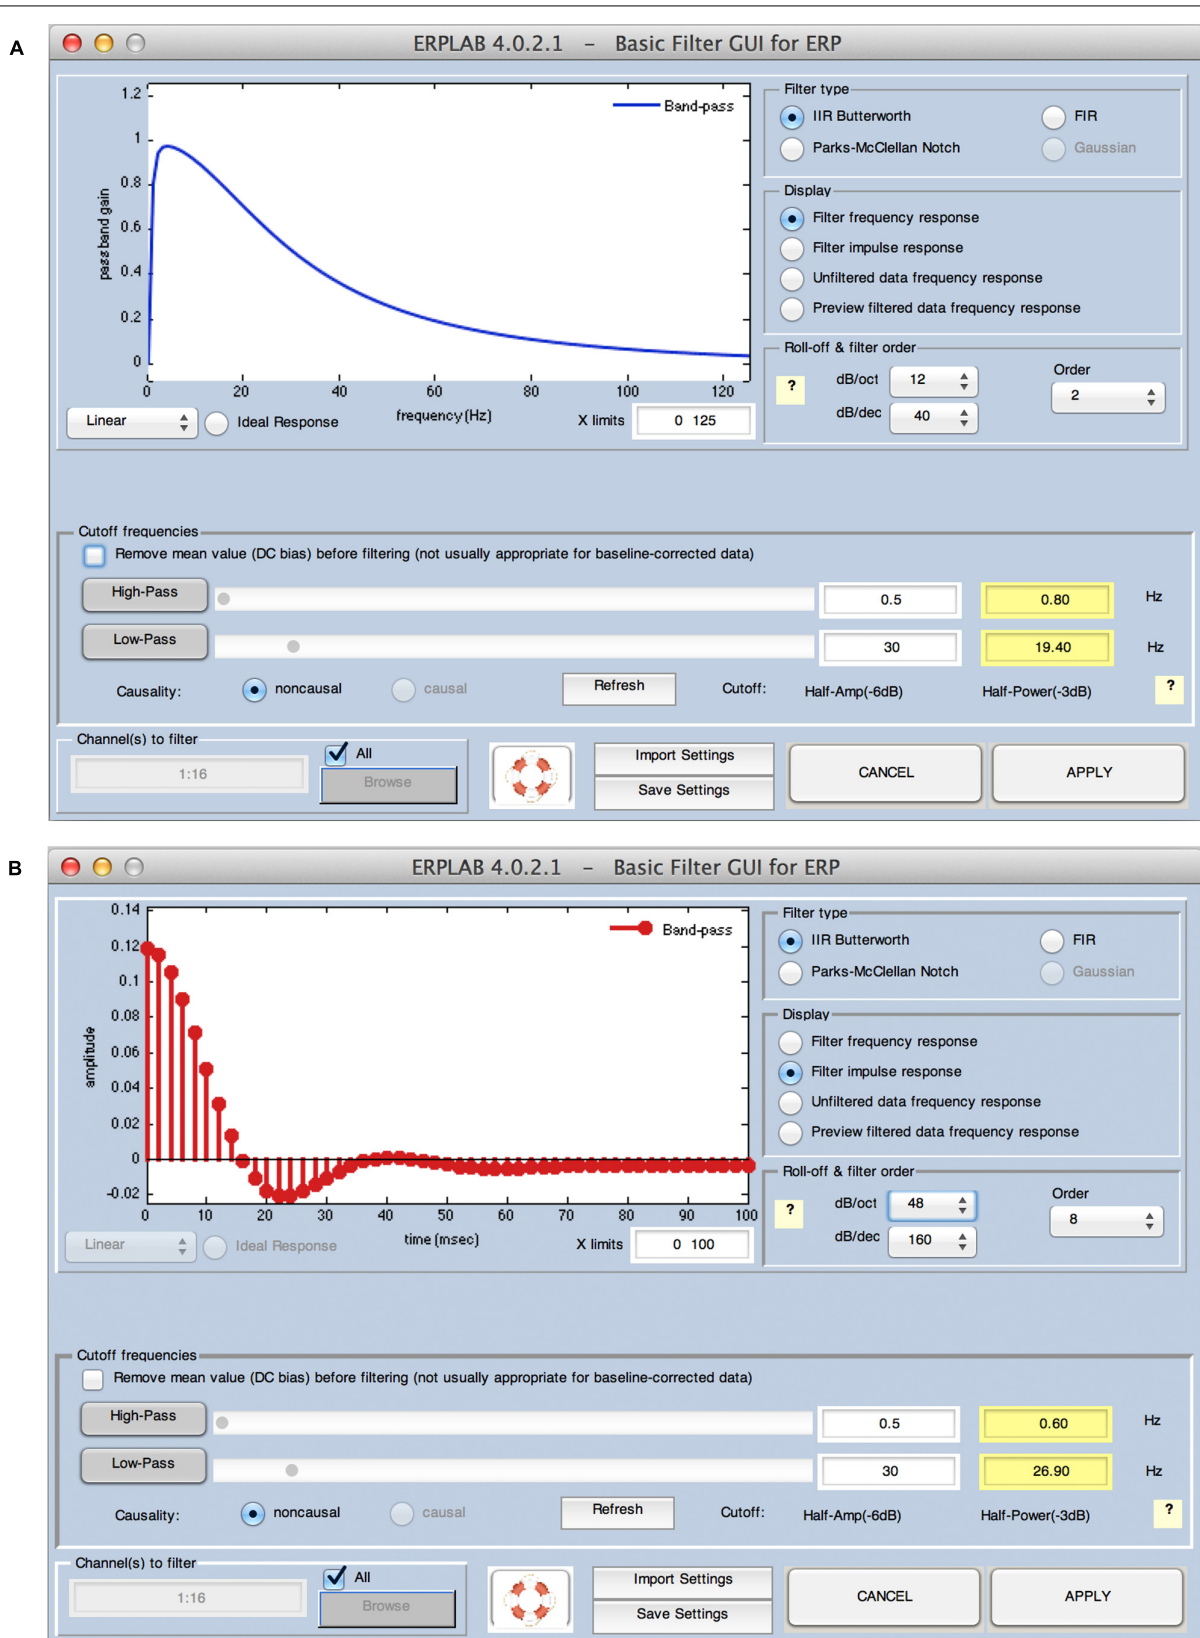 A
ERPLAB 4.0.2.1 - Basic Filter GUI for ERP
1.2
1
0.8
0.6
0.4
0.2
0
pass band gain
Band-pass
0 20 40 60 80 100 120
frequency (Hz)
Linear
Ideal Response
X limits
0 125
Filter type
IIR Butterworth
FIR
Parks-McClellan Notch
Gaussian
Display
Filter frequency response
Filter impulse response
Unfiltered data frequency response
Preview filtered data frequency response
Roll-off & filter order
?
dB/oct
12
dB/dec
40
Order
2
Cutoff frequencies
Remove mean value (DC bias) before filtering (not usually appropriate for baseline-corrected data)
High-Pass
0.5
0.80
Hz
Low-Pass
30
19.40
Hz
Causality:
noncausal
causal
Refresh
Cutoff:
Half-Amp(-6dB)
Half-Power(-3dB)
?
Channel(s) to filter
1:16
All
Browse
Import Settings
Save Settings
CANCEL
APPLY
B
ERPLAB 4.0.2.1 - Basic Filter GUI for ERP
0.14
0.12
0.1
0.08
0.06
0.04
0.02
0
-0.02
amplitude
Band-pass
0 10 20 30 40 50 60 70 80 90 100
time (msec)
Linear
Ideal Response
X limits
0 100
Filter type
IIR Butterworth
FIR
Parks-McClellan Notch
Gaussian
Display
Filter frequency response
Filter impulse response
Unfiltered data frequency response
Preview filtered data frequency response
Roll-off & filter order
?
dB/oct
48
dB/dec
160
Order
8
Cutoff frequencies
Remove mean value (DC bias) before filtering (not usually appropriate for baseline-corrected data)
High-Pass
0.5
0.60
Hz
Low-Pass
30
26.90
Hz
Causality:
noncausal
causal
Refresh
Cutoff:
Half-Amp(-6dB)
Half-Power(-3dB)
?
Channel(s) to filter
1:16
All
Browse
Import Settings
Save Settings
CANCEL
APPLY